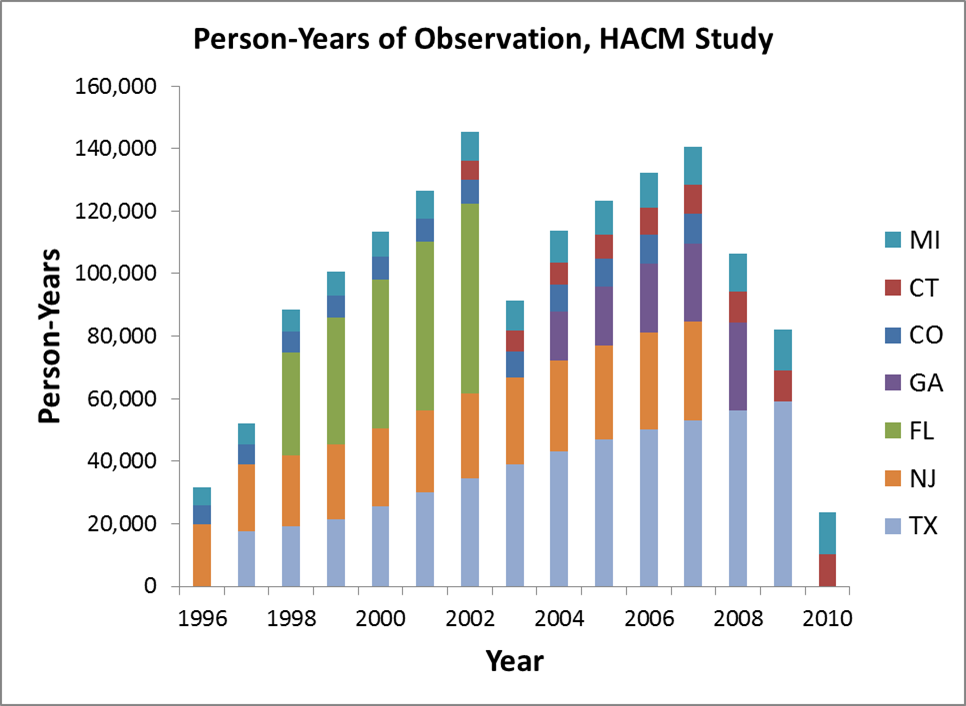 Person-Years of Observation, HACM Study
160,000
140,000
120,000
100,000
80,000
60,000
40,000
20,000
0
Person-Years
1996 1998 2000 2002 2004 2006 2008 2010
Year
MI
CT
CO
GA
FL
NJ
TX